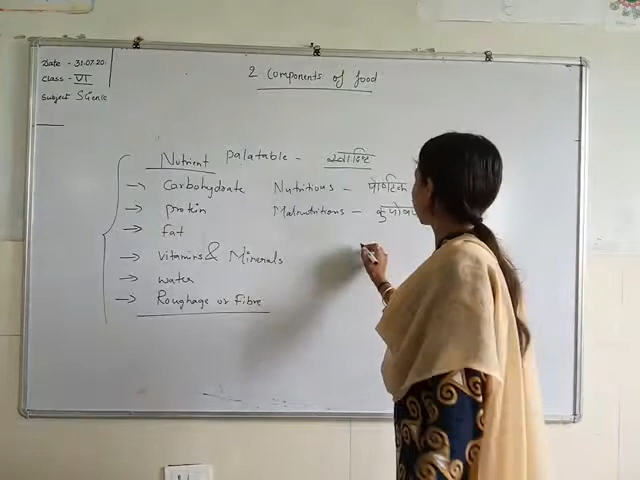 Date - 31.07.20
Class - VI
Subject Science
2 Components of food
Nutrient Palatable - स्वादिष्ट
→ Carbohydrate Nutritious - पौष्टिक
→ protein Malnutritions -
→ fat
→ vitamins & Minerals
→ water
→ Roughage or Fibre